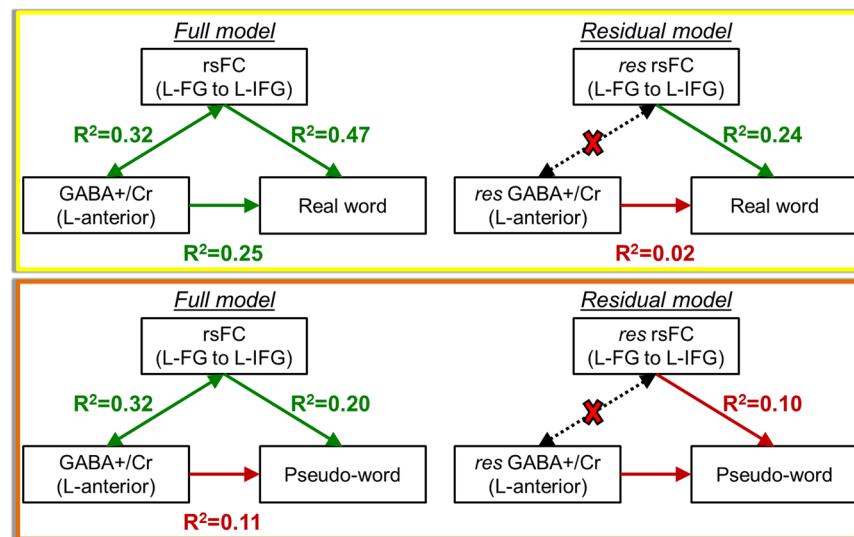 Full model
rsFC
(L-FG to L-IFG)
R²=0.32
R²=0.47
GABA+/Cr
(L-anterior)
Real word
R²=0.25
Residual model
res rsFC
(L-FG to L-IFG)
X
R²=0.24
res GABA+/Cr
(L-anterior)
Real word
R²=0.02
Full model
rsFC
(L-FG to L-IFG)
R²=0.32
R²=0.20
GABA+/Cr
(L-anterior)
Pseudo-word
R²=0.11
Residual model
res rsFC
(L-FG to L-IFG)
X
R²=0.10
res GABA+/Cr
(L-anterior)
Pseudo-word